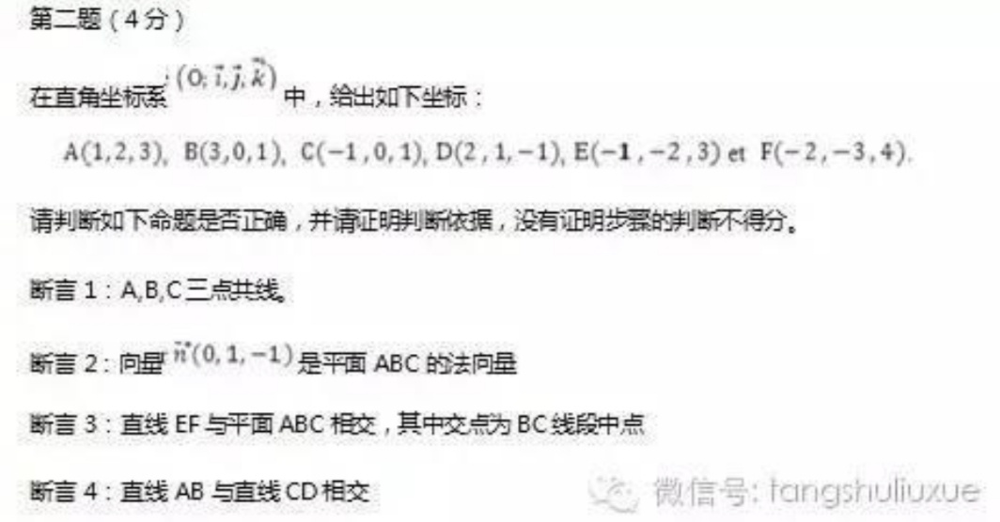 第二题（4分）
在直角坐标系 (O; i⃗, j⃗, k⃗) 中，给出如下坐标：
A(1,2,3), B(3,0,1), C(−1,0,1), D(2,1,−1), E(−1,−2,3) et F(−2,−3,4).
请判断如下命题是否正确，并请证明判断依据，没有证明步骤的判断不得分。
断言1：A,B,C三点共线。
断言2：向量 n⃗(0,1,−1) 是平面 ABC 的法向量
断言3：直线 EF 与平面 ABC 相交，其中交点为 BC 线段中点
断言4：直线 AB 与直线 CD 相交
微信号: tangshuliuxue